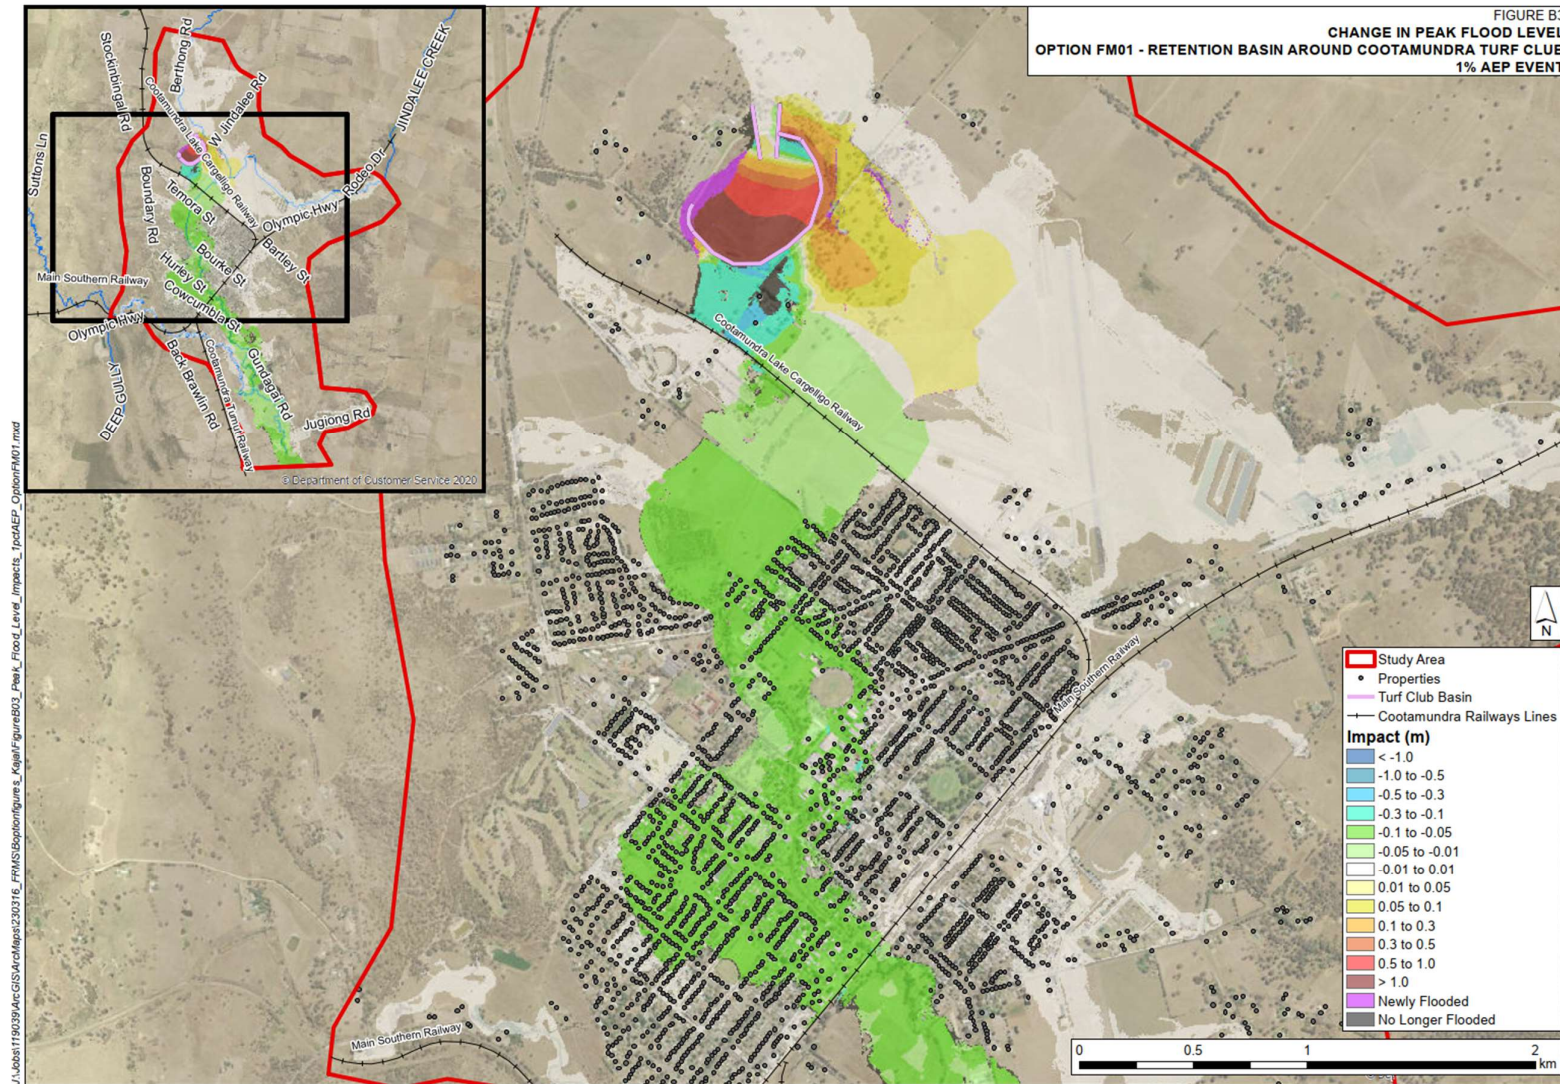 FIGURE B3
CHANGE IN PEAK FLOOD LEVEL
OPTION FM01 - RETENTION BASIN AROUND COOTAMUNDRA TURF CLUB
1% AEP EVENT
Stockinbingal Rd
Berthong Rd
Cootamundra Lake Cargelligo Railway
W Jindalee Rd
JINDALEE CREEK
Suttons Ln
Boundary Rd
Temora St
Rodeo Dr
Olympic Hwy
Bartley St
Bourke St
Hurley St
Main Southern Railway
Cowcumbla St
Olympic Hwy
Back Brawlin Rd
Cootamundra Tumut Railway
Gundagai Rd
DEEP GULLY
Jugiong Rd
© Department of Customer Service 2020
Cootamundra Lake Cargelligo Railway
Main Southern Railway
Main Southern Railway
N
Study Area
Properties
Turf Club Basin
Cootamundra Railways Lines
Impact (m)
< -1.0
-1.0 to -0.5
-0.5 to -0.3
-0.3 to -0.1
-0.1 to -0.05
-0.05 to -0.01
-0.01 to 0.01
0.01 to 0.05
0.05 to 0.1
0.1 to 0.3
0.3 to 0.5
0.5 to 1.0
> 1.0
Newly Flooded
No Longer Flooded
0 0.5 1 2
km
J:\Jobs\119039\ArcGIS\ArcMaps\230316_FRMS\Boptionfigures_Kajal\FigureB03_Peak_Flood_Level_Impacts_1pctAEP_OptionFM01.mxd